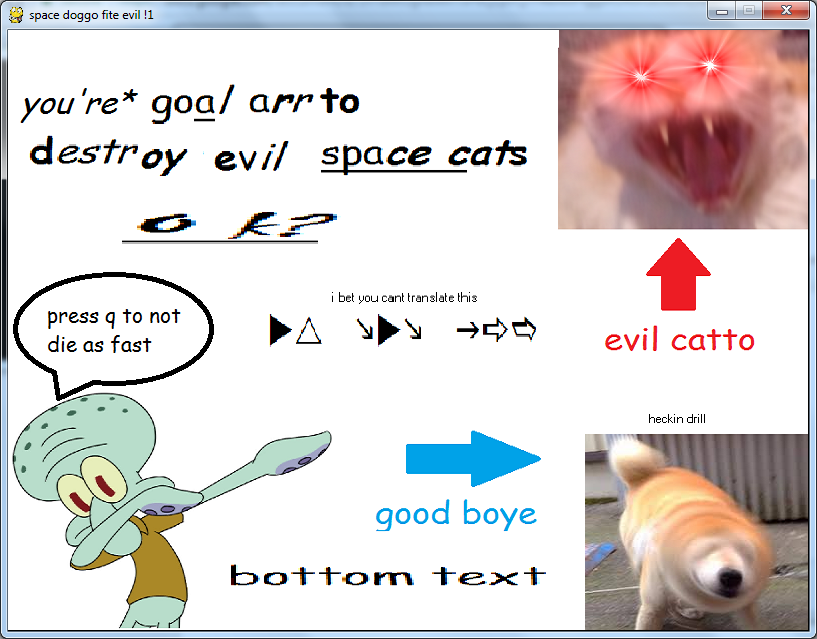 space doggo fite evil !1
you're* goal arr to
destroy evil space cats
o k?
press q to not
die as fast
i bet you cant translate this
evil catto
heckin drill
good boye
bottom text